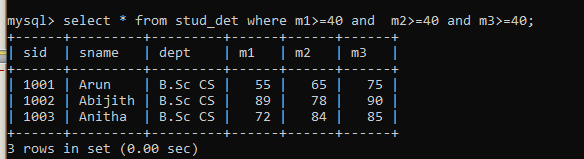 mysql> select * from stud_det where m1>=40 and  m2>=40 and m3>=40;
+------+----------+---------+------+------+------+
| sid  | sname    | dept    | m1   | m2   | m3   |
+------+----------+---------+------+------+------+
| 1001 | Arun     | B.Sc CS |   55 |   65 |   75 |
| 1002 | Abijith  | B.Sc CS |   89 |   78 |   90 |
| 1003 | Anitha   | B.Sc CS |   72 |   84 |   85 |
+------+----------+---------+------+------+------+
3 rows in set (0.00 sec)